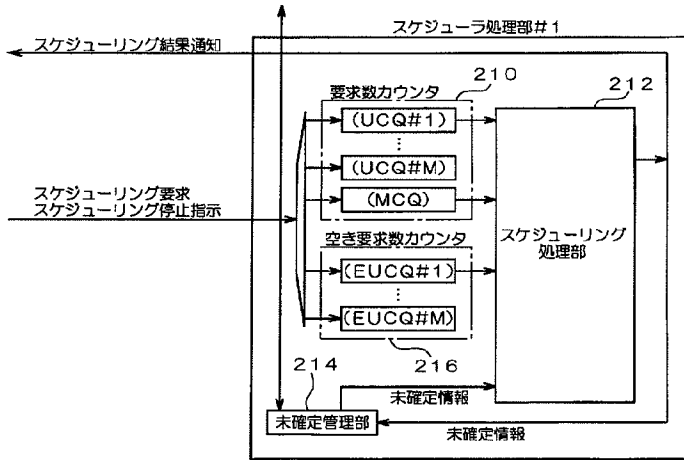 スケジューラ処理部#1
スケジューリング結果通知
要求数カウンタ
210
212
(UCQ#1)
⋮
(UCQ#M)
(MCQ)
スケジューリング要求
スケジューリング停止指示
スケジューリング
処理部
空き要求数カウンタ
(EUCQ#1)
⋮
(EUCQ#M)
214
216
未確定情報
未確定管理部
未確定情報